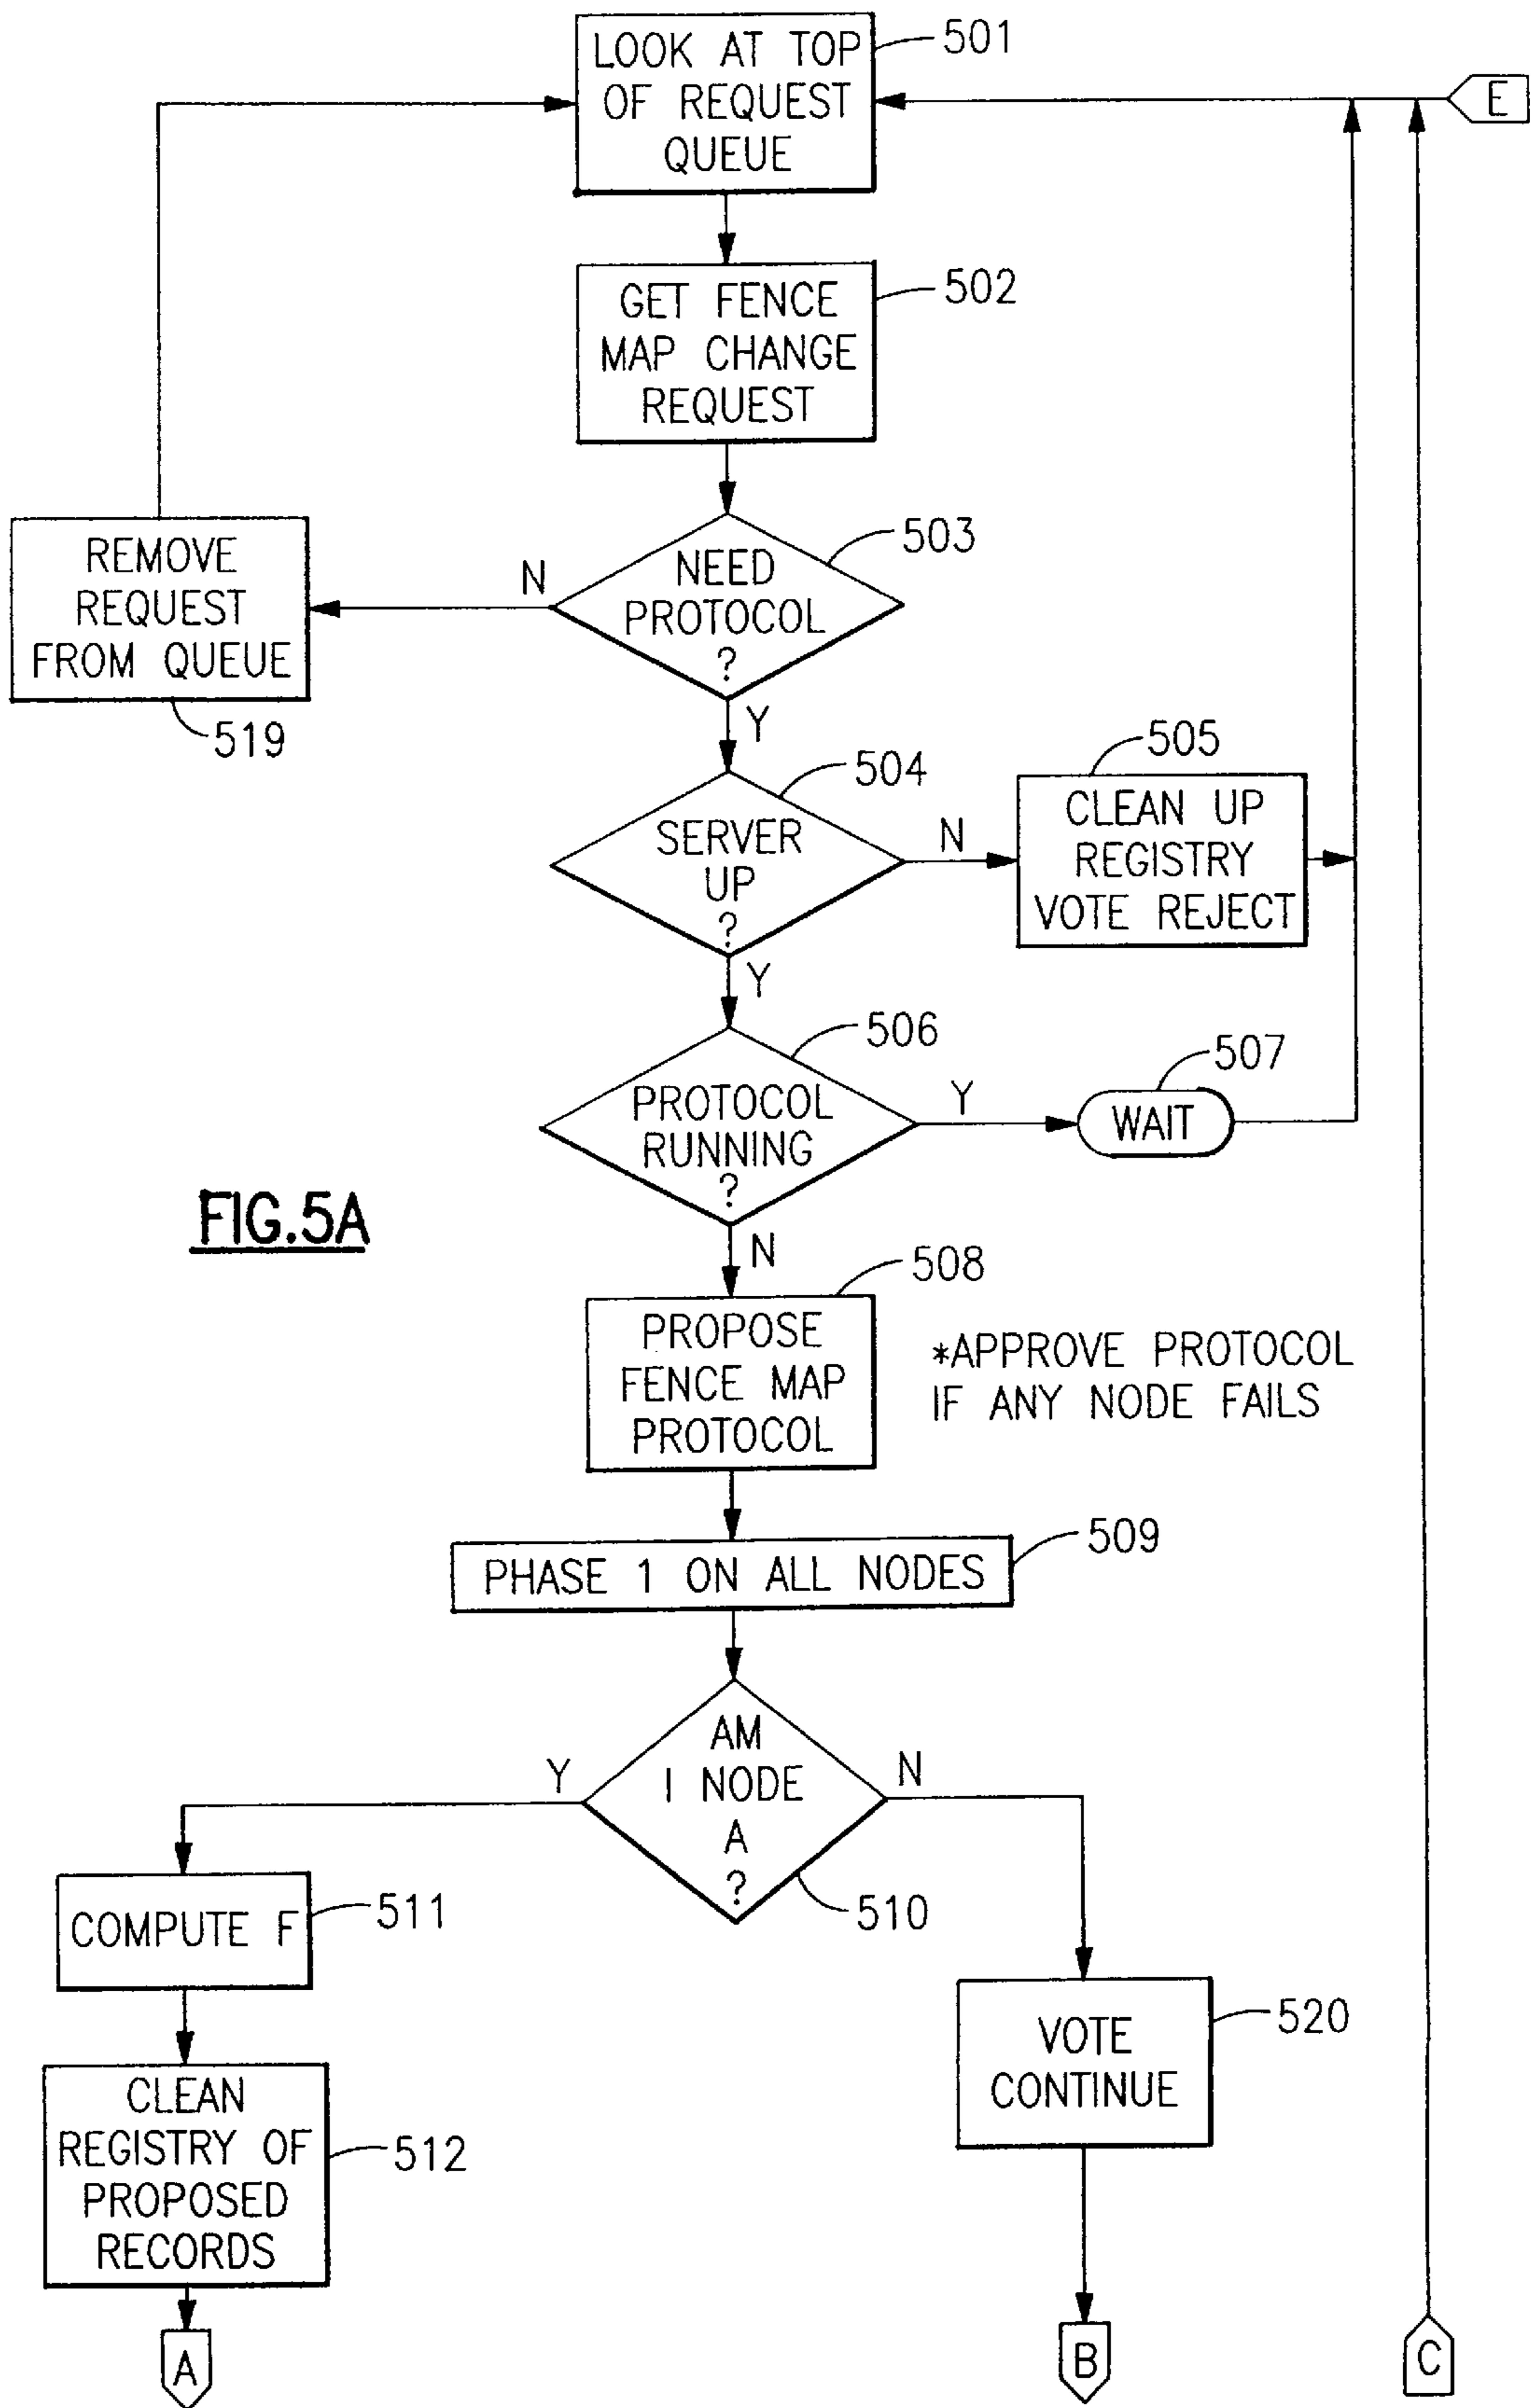 LOOK AT TOP
OF REQUEST
QUEUE
501
E
GET FENCE
MAP CHANGE
REQUEST
502
NEED
PROTOCOL
?
503
N
Y
REMOVE
REQUEST
FROM QUEUE
519
SERVER
UP
?
504
N
Y
505
CLEAN UP
REGISTRY
VOTE REJECT
PROTOCOL
RUNNING
?
506
Y
N
507
WAIT
FIG.5A
PROPOSE
FENCE MAP
PROTOCOL
508
*APPROVE PROTOCOL
IF ANY NODE FAILS
PHASE 1 ON ALL NODES
509
AM
I NODE
A
?
510
Y
N
COMPUTE F
511
CLEAN
REGISTRY OF
PROPOSED
RECORDS
512
VOTE
CONTINUE
520
A
B
C